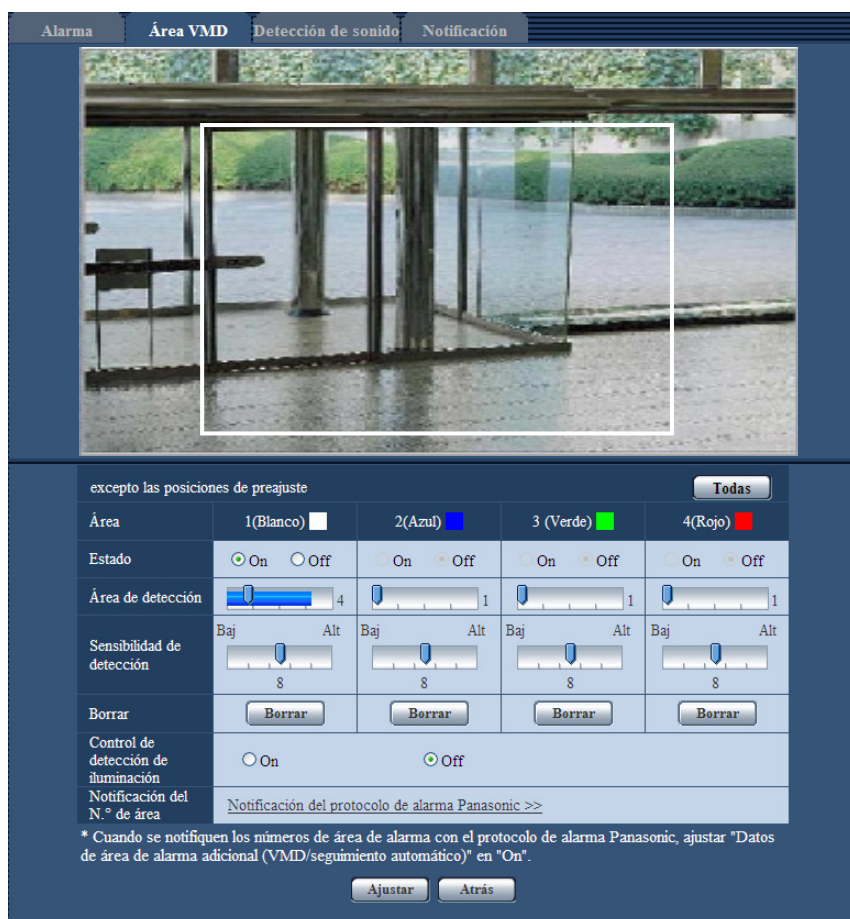 Alarma Área VMD Detección de sonido Notificación
excepto las posiciones de preajuste Todas
Área 1(Blanco) 2(Azul) 3 (Verde) 4(Rojo)
Estado On Off On Off On Off On Off
Área de detección 4 1 1 1
Baj Alt Baj Alt Baj Alt Baj Alt
Sensibilidad de
detección
8 8 8 8
Borrar Borrar Borrar Borrar Borrar
Control de
detección de
iluminación
On Off
Notificación del
N.° de área
Notificación del protocolo de alarma Panasonic >>
* Cuando se notifiquen los números de área de alarma con el protocolo de alarma Panasonic, ajustar "Datos
de área de alarma adicional (VMD/seguimiento automático)" en "On".
Ajustar Atrás